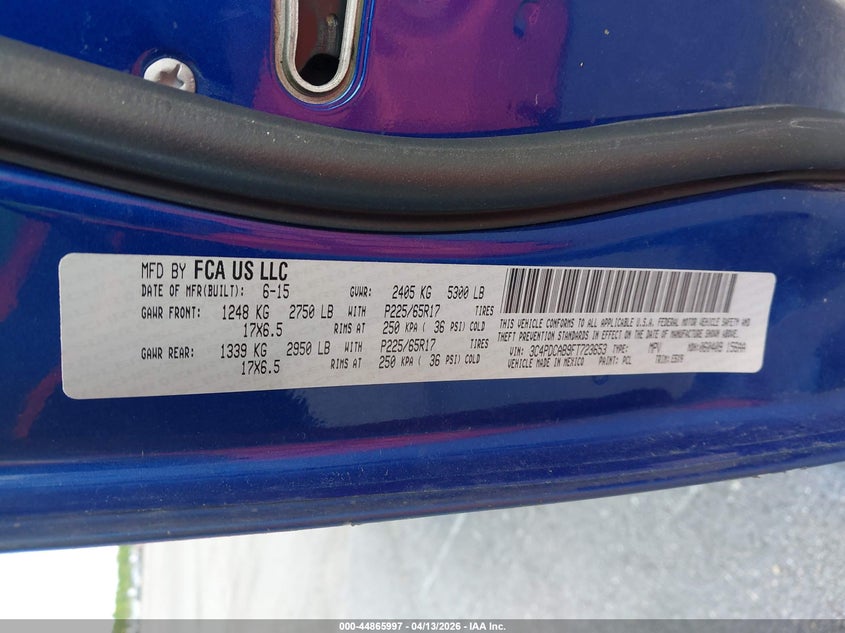 MFD BY FCA US LLC
DATE OF MFR(BUILT): 6-15 GVWR: 2405 KG 5300 LB
GAWR FRONT: 1248 KG 2750 LB WITH P225/65R17 TIRES
17X6.5 RIMS AT 250 KPA ( 36 PSI) COLD
GAWR REAR: 1339 KG 2950 LB WITH P225/65R17 TIRES
17X6.5 RIMS AT 250 KPA ( 36 PSI) COLD
THIS VEHICLE CONFORMS TO ALL APPLICABLE U.S.A. FEDERAL MOTOR VEHICLE SAFETY AND
THEFT PREVENTION STANDARDS IN EFFECT ON THE DATE OF MANUFACTURE SHOWN ABOVE.
VIN: 3C4PDCAB9FT723653 TYPE: MPV MDH: 156AA
VEHICLE MADE IN MEXICO PAINT: PCL TRIM:
000-44865997 - 04/13/2026 - IAA Inc.